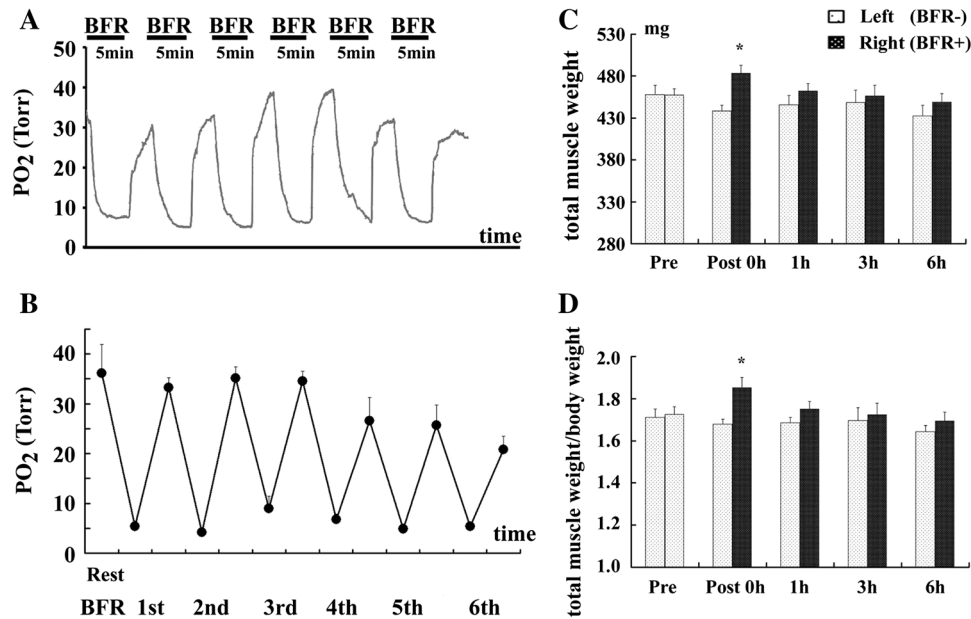 A
BFR BFR BFR BFR BFR BFR
5min 5min 5min 5min 5min 5min
PO2 (Torr)
50
40
30
20
10
0
time
B
PO2 (Torr)
40
30
20
10
0
time
Rest
BFR 1st 2nd 3rd 4th 5th 6th
C
Left (BFR-)
Right (BFR+)
mg
total muscle weight
530
480
430
380
330
280
*
Pre Post 0h 1h 3h 6h
D
total muscle weight/body weight
2.0
1.8
1.6
1.4
1.2
1.0
*
Pre Post 0h 1h 3h 6h